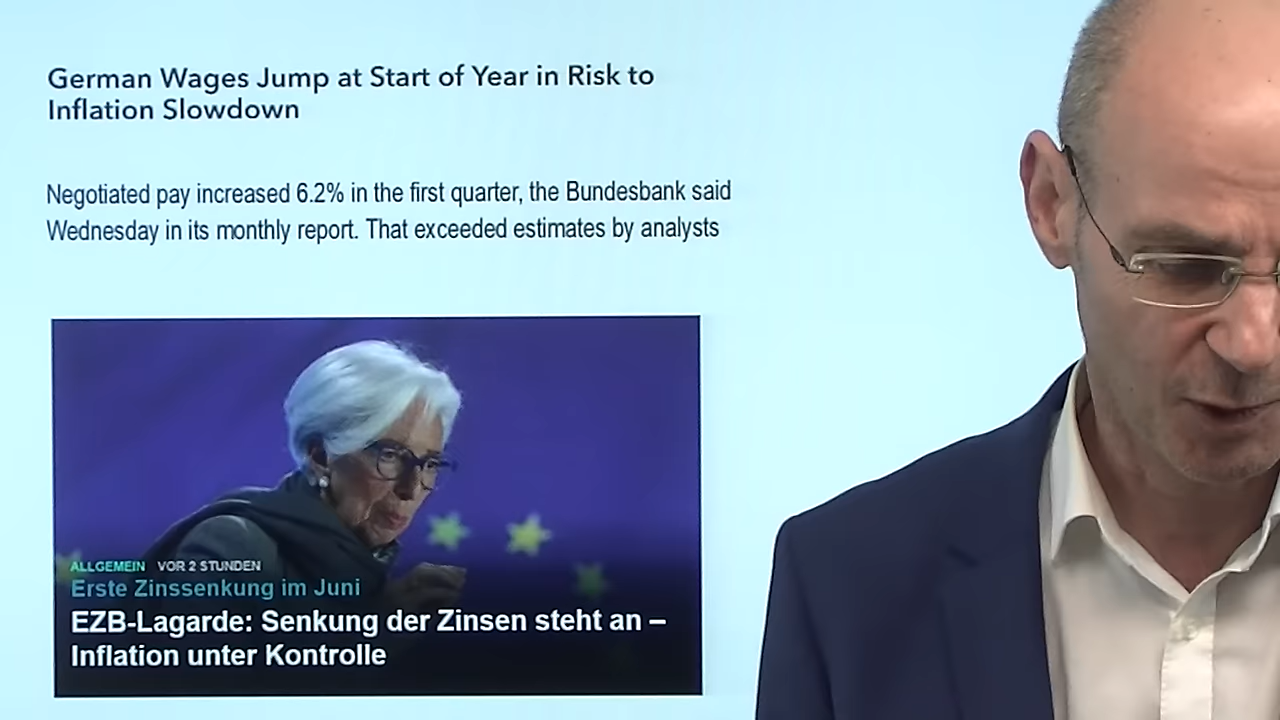 German Wages Jump at Start of Year in Risk to
Inflation Slowdown
Negotiated pay increased 6.2% in the first quarter, the Bundesbank said
Wednesday in its monthly report. That exceeded estimates by analysts
ALLGEMEIN VOR 2 STUNDEN
Erste Zinssenkung im Juni
EZB-Lagarde: Senkung der Zinsen steht an –
Inflation unter Kontrolle